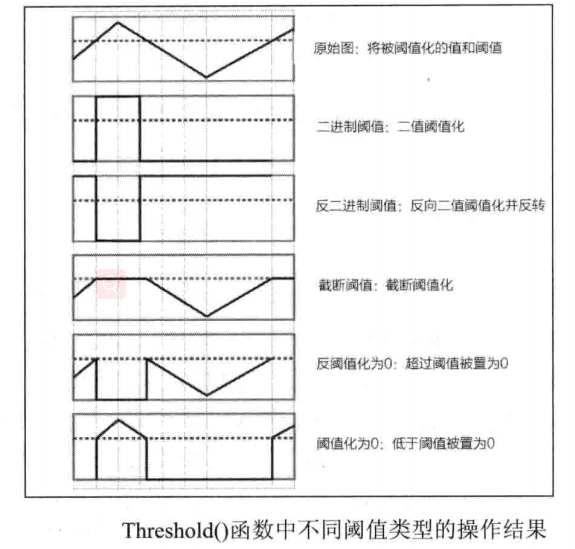 原始图：将被阈值化的值和阈值
二进制阈值：二值阈值化
反二进制阈值：反向二值阈值化并反转
截断阈值：截断阈值化
反阈值化为0：超过阈值被置为0
阈值化为0：低于阈值被置为0
Threshold()函数中不同阈值类型的操作结果